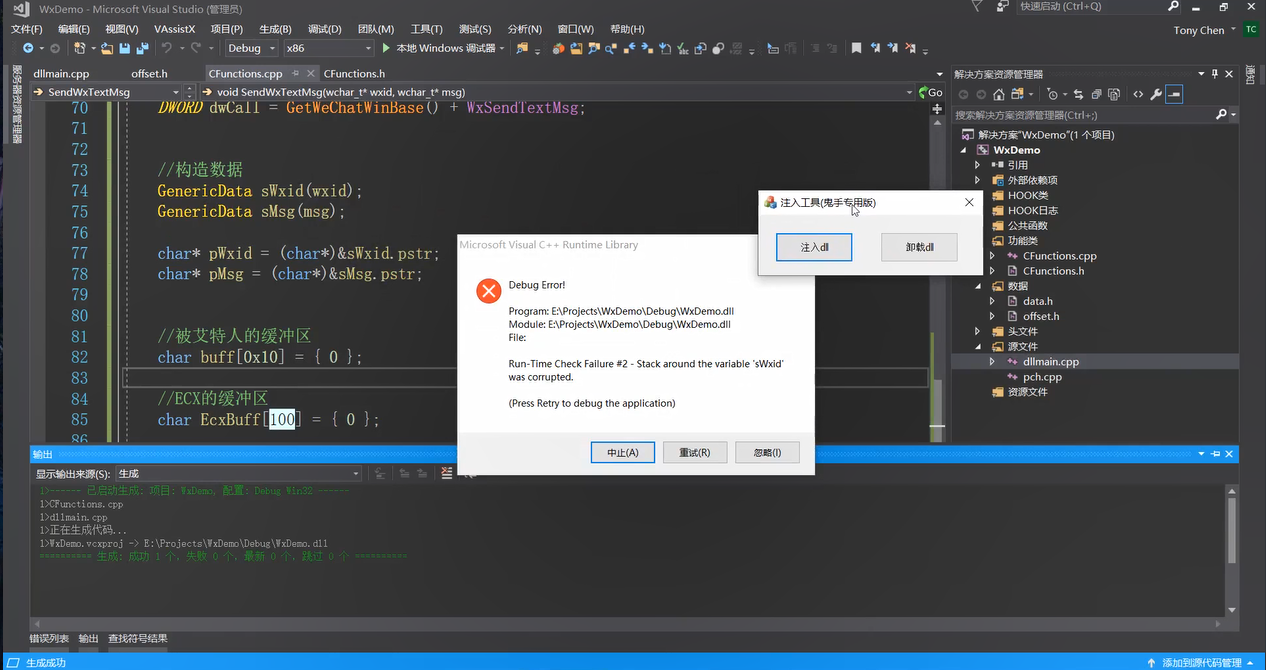 WxDemo - Microsoft Visual Studio (管理员)
快速启动 (Ctrl+Q)
文件(F) 编辑(E) 视图(V) VAssistX 项目(P) 生成(B) 调试(D) 团队(M) 工具(T) 测试(S) 分析(N) 窗口(W) 帮助(H)
Tony Chen TC
Debug x86 本地 Windows 调试器
服务器资源管理器
dllmain.cpp offset.h CFunctions.cpp CFunctions.h
SendWxTextMsg void SendWxTextMsg(wchar_t* wxid, wchar_t* msg) Go
70 DWORD dwCall = GetWeChatWinBase() + WxSendTextMsg;
71
72
73 //构造数据
74 GenericData sWxid(wxid);
75 GenericData sMsg(msg);
76
77 char* pWxid = (char*)&sWxid.pstr;
78 char* pMsg = (char*)&sMsg.pstr;
79
80
81 //被艾特人的缓冲区
82 char buff[0x10] = { 0 };
83
84 //ECX的缓冲区
85 char EcxBuff[100] = { 0 };
86
注入工具(鬼手专用版)
注入dll 卸载dll
Microsoft Visual C++ Runtime Library
Debug Error!
Program: E:\Projects\WxDemo\Debug\WxDemo.dll
Module: E:\Projects\WxDemo\Debug\WxDemo.dll
File:
Run-Time Check Failure #2 - Stack around the variable 'sWxid'
was corrupted.
(Press Retry to debug the application)
中止(A) 重试(R) 忽略(I)
解决方案资源管理器
搜索解决方案资源管理器(Ctrl+;)
解决方案"WxDemo"(1 个项目)
WxDemo
引用
外部依赖项
HOOK类
HOOK日志
公共函数
功能类
CFunctions.cpp
CFunctions.h
数据
data.h
offset.h
头文件
源文件
dllmain.cpp
pch.cpp
资源文件
通知
输出
显示输出来源(S): 生成
1>------ 已启动生成: 项目: WxDemo, 配置: Debug Win32 ------
1>CFunctions.cpp
1>dllmain.cpp
1>正在生成代码...
1>WxDemo.vcxproj -> E:\Projects\WxDemo\Debug\WxDemo.dll
========== 生成: 成功 1 个，失败 0 个，最新 0 个，跳过 0 个 ==========
错误列表 输出 查找符号结果
生成成功
添加到源代码管理